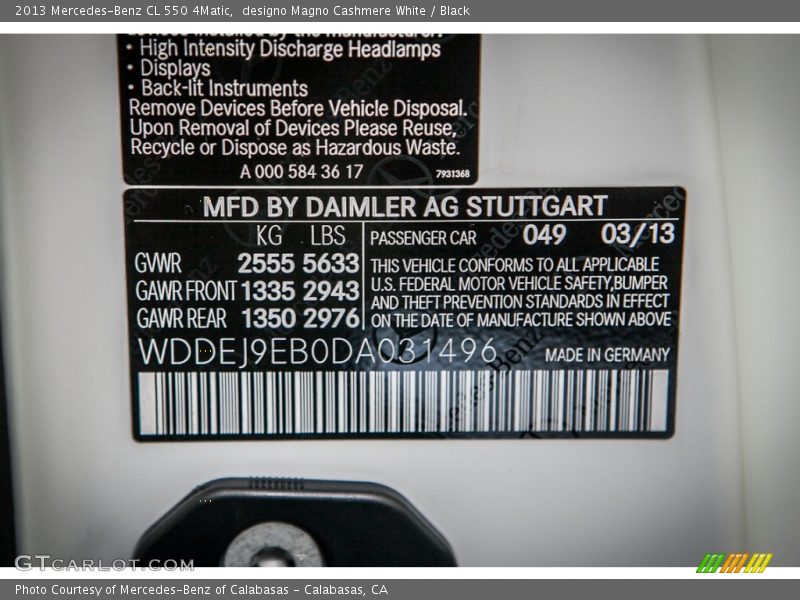 2013 Mercedes-Benz CL 550 4Matic,  designo Magno Cashmere White / Black
• High Intensity Discharge Headlamps
• Displays
• Back-lit Instruments
Remove Devices Before Vehicle Disposal.
Upon Removal of Devices Please Reuse,
Recycle or Dispose as Hazardous Waste.
A 000 584 36 17 7931368
MFD BY DAIMLER AG STUTTGART
KG LBS
GWR 2555 5633
GAWR FRONT 1335 2943
GAWR REAR 1350 2976
PASSENGER CAR 049 03/13
THIS VEHICLE CONFORMS TO ALL APPLICABLE
U.S. FEDERAL MOTOR VEHICLE SAFETY,BUMPER
AND THEFT PREVENTION STANDARDS IN EFFECT
ON THE DATE OF MANUFACTURE SHOWN ABOVE
WDDEJ9EB0DA031496 MADE IN GERMANY
GTCARLOT.COM
Photo Courtesy of Mercedes-Benz of Calabasas - Calabasas, CA